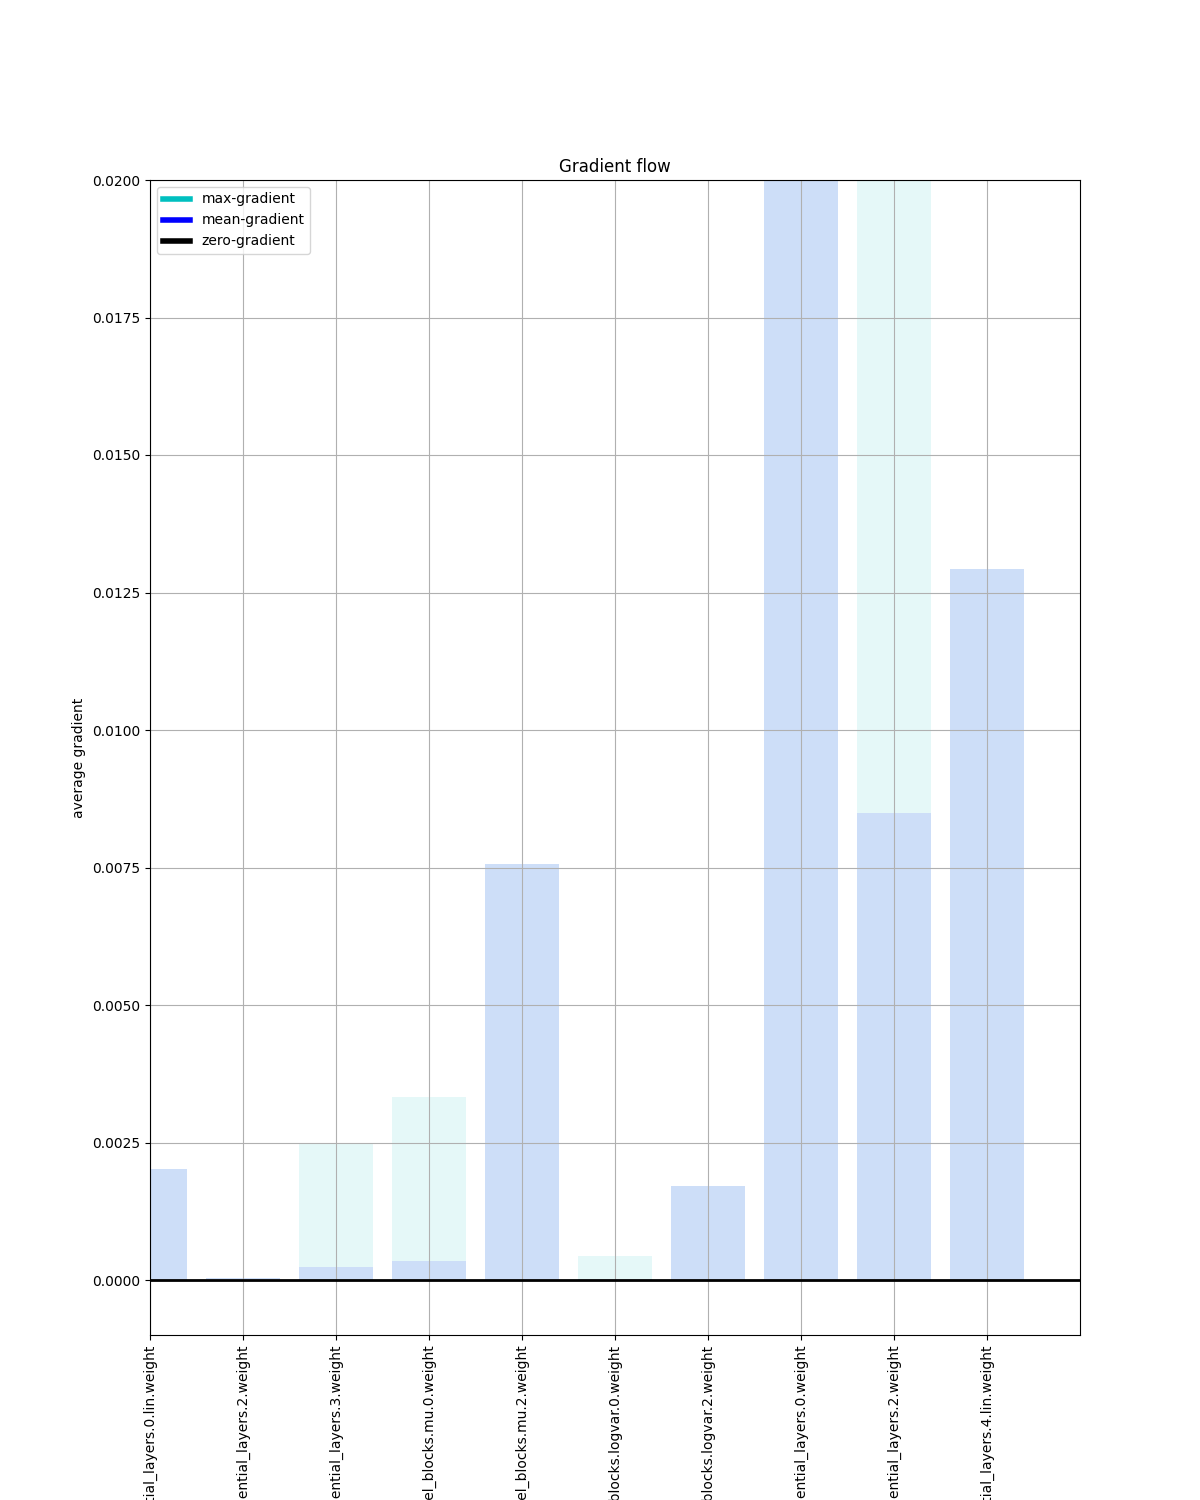 Gradient flow
max-gradient
mean-gradient
zero-gradient
0.0200
0.0175
0.0150
0.0125
0.0100
0.0075
0.0050
0.0025
0.0000
average gradient
tial_layers.0.lin.weight
ential_layers.2.weight
ential_layers.3.weight
el_blocks.mu.0.weight
el_blocks.mu.2.weight
blocks.logvar.0.weight
blocks.logvar.2.weight
ential_layers.0.weight
ential_layers.2.weight
tial_layers.4.lin.weight